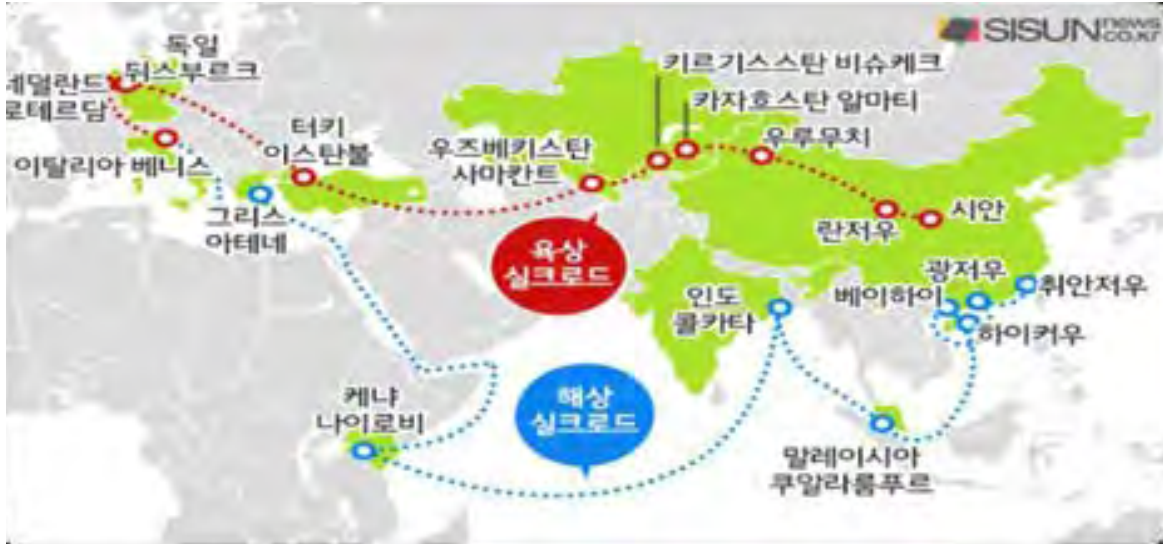 SISUN news
co.kr
독일
뒤스부르크
네덜란드
로테르담
이탈리아 베니스
터키
이스탄불
그리스
아테네
우즈베키스탄
사마칸트
키르기스스탄 비슈케크
카자흐스탄 알마티
우루무치
란저우
시안
육상
실크로드
광저우
베이하이
취안저우
하이커우
인도
콜카타
해상
실크로드
케냐
나이로비
말레이시아
쿠알라룸푸르